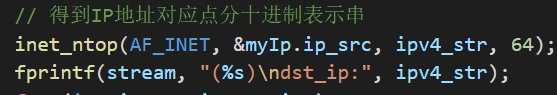 // 得到IP地址对应点分十进制表示串
inet_ntop(AF_INET, &myIp.ip_src, ipv4_str, 64);
fprintf(stream, "(%s)\ndst_ip:", ipv4_str);